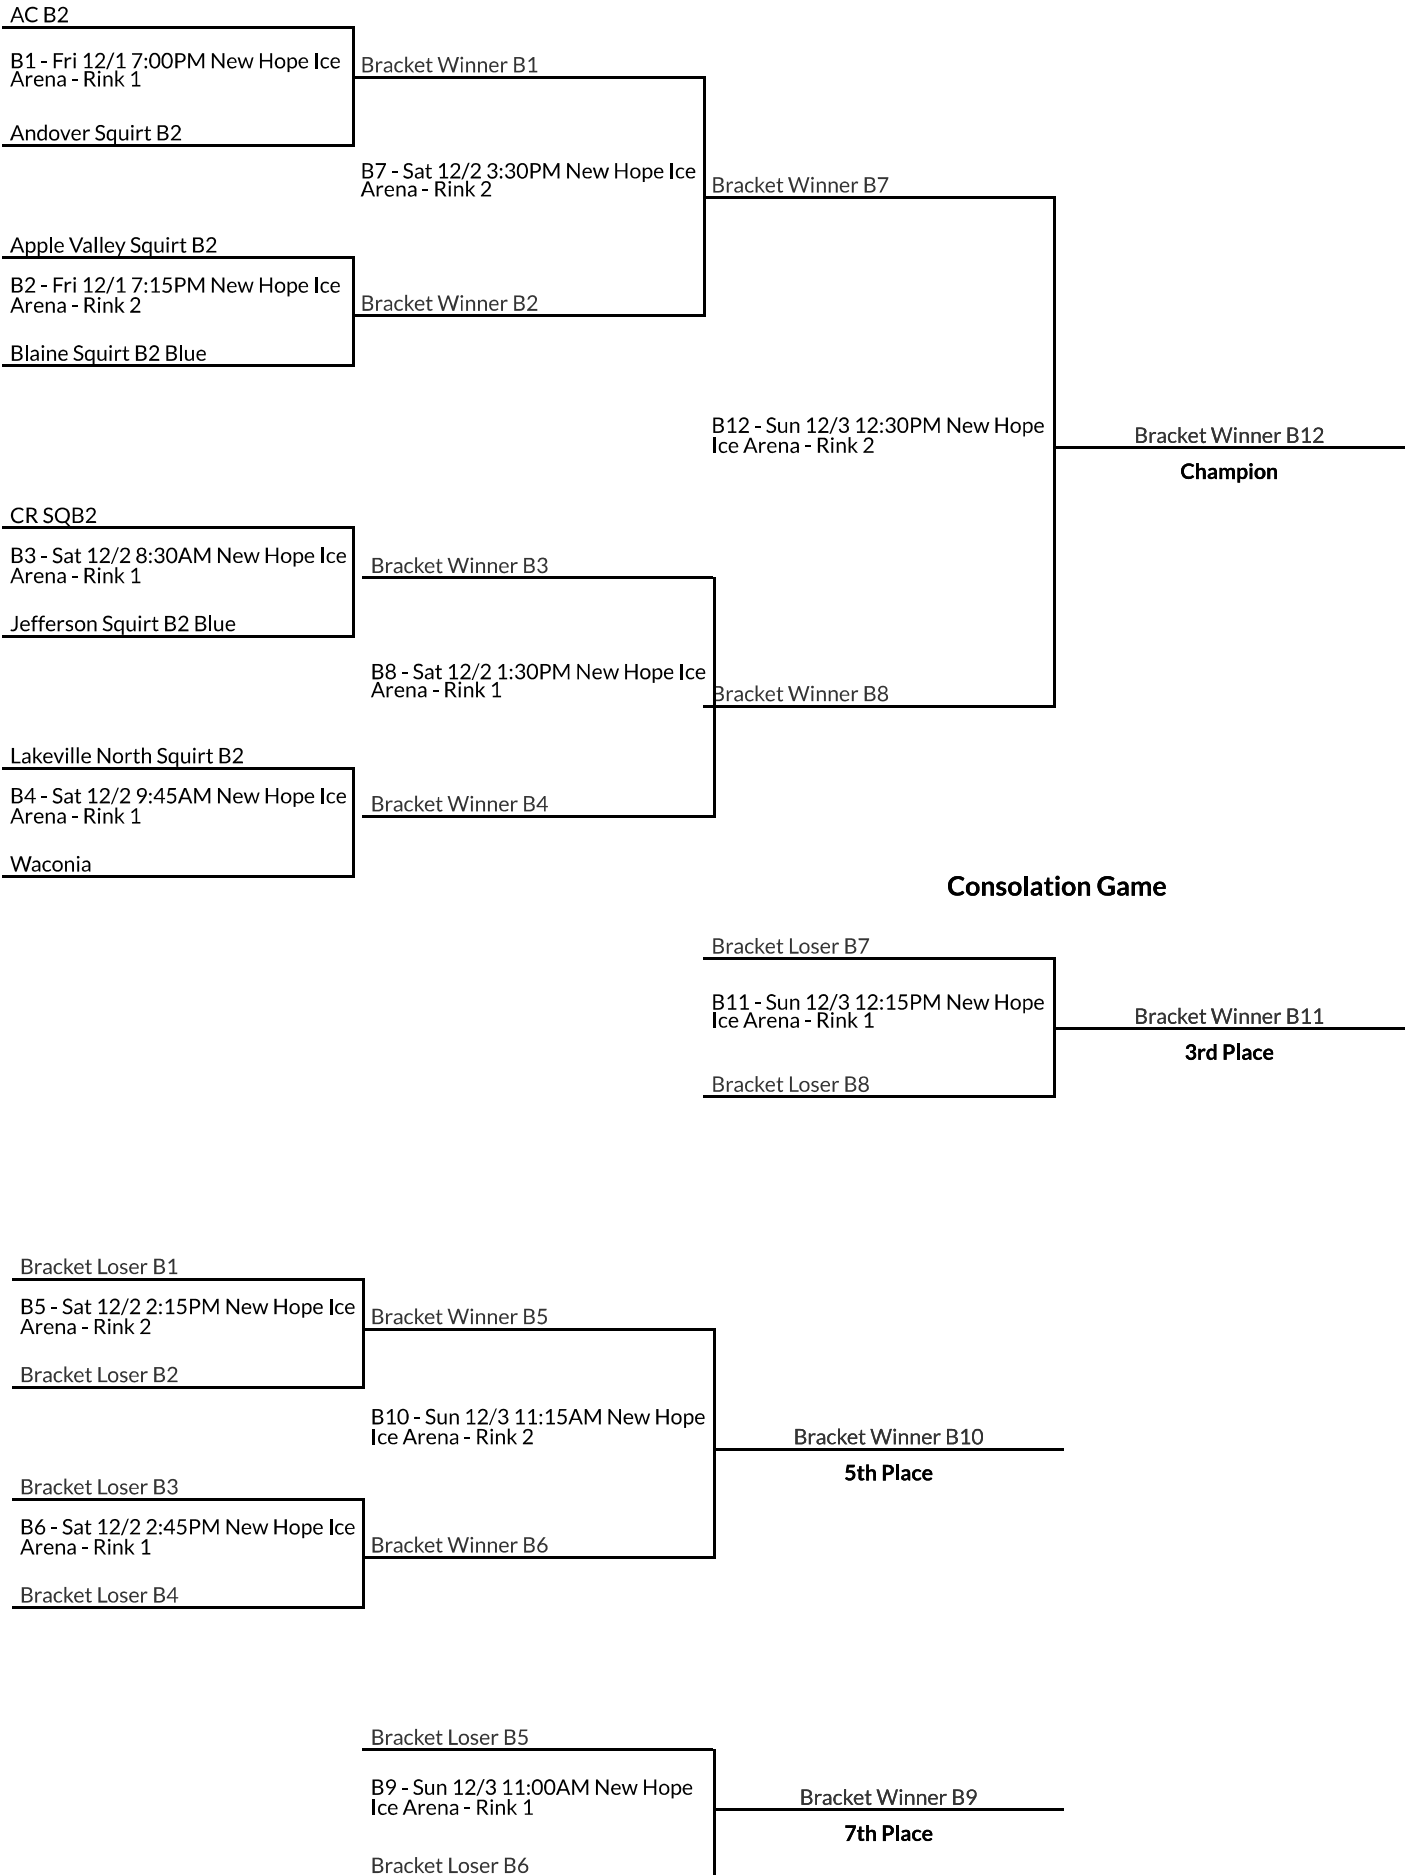 AC B2
B1 - Fri 12/1 7:00PM New Hope Ice
Arena - Rink 1
Andover Squirt B2
Bracket Winner B1
B7 - Sat 12/2 3:30PM New Hope Ice
Arena - Rink 2
Bracket Winner B7
Apple Valley Squirt B2
B2 - Fri 12/1 7:15PM New Hope Ice
Arena - Rink 2
Blaine Squirt B2 Blue
Bracket Winner B2
B12 - Sun 12/3 12:30PM New Hope
Ice Arena - Rink 2
Bracket Winner B12
Champion
CR SQB2
B3 - Sat 12/2 8:30AM New Hope Ice
Arena - Rink 1
Jefferson Squirt B2 Blue
Bracket Winner B3
B8 - Sat 12/2 1:30PM New Hope Ice
Arena - Rink 1
Bracket Winner B8
Lakeville North Squirt B2
B4 - Sat 12/2 9:45AM New Hope Ice
Arena - Rink 1
Waconia
Bracket Winner B4
Consolation Game
Bracket Loser B7
B11 - Sun 12/3 12:15PM New Hope
Ice Arena - Rink 1
Bracket Loser B8
Bracket Winner B11
3rd Place
Bracket Loser B1
B5 - Sat 12/2 2:15PM New Hope Ice
Arena - Rink 2
Bracket Loser B2
Bracket Winner B5
B10 - Sun 12/3 11:15AM New Hope
Ice Arena - Rink 2
Bracket Winner B10
5th Place
Bracket Loser B3
B6 - Sat 12/2 2:45PM New Hope Ice
Arena - Rink 1
Bracket Loser B4
Bracket Winner B6
Bracket Loser B5
B9 - Sun 12/3 11:00AM New Hope
Ice Arena - Rink 1
Bracket Loser B6
Bracket Winner B9
7th Place